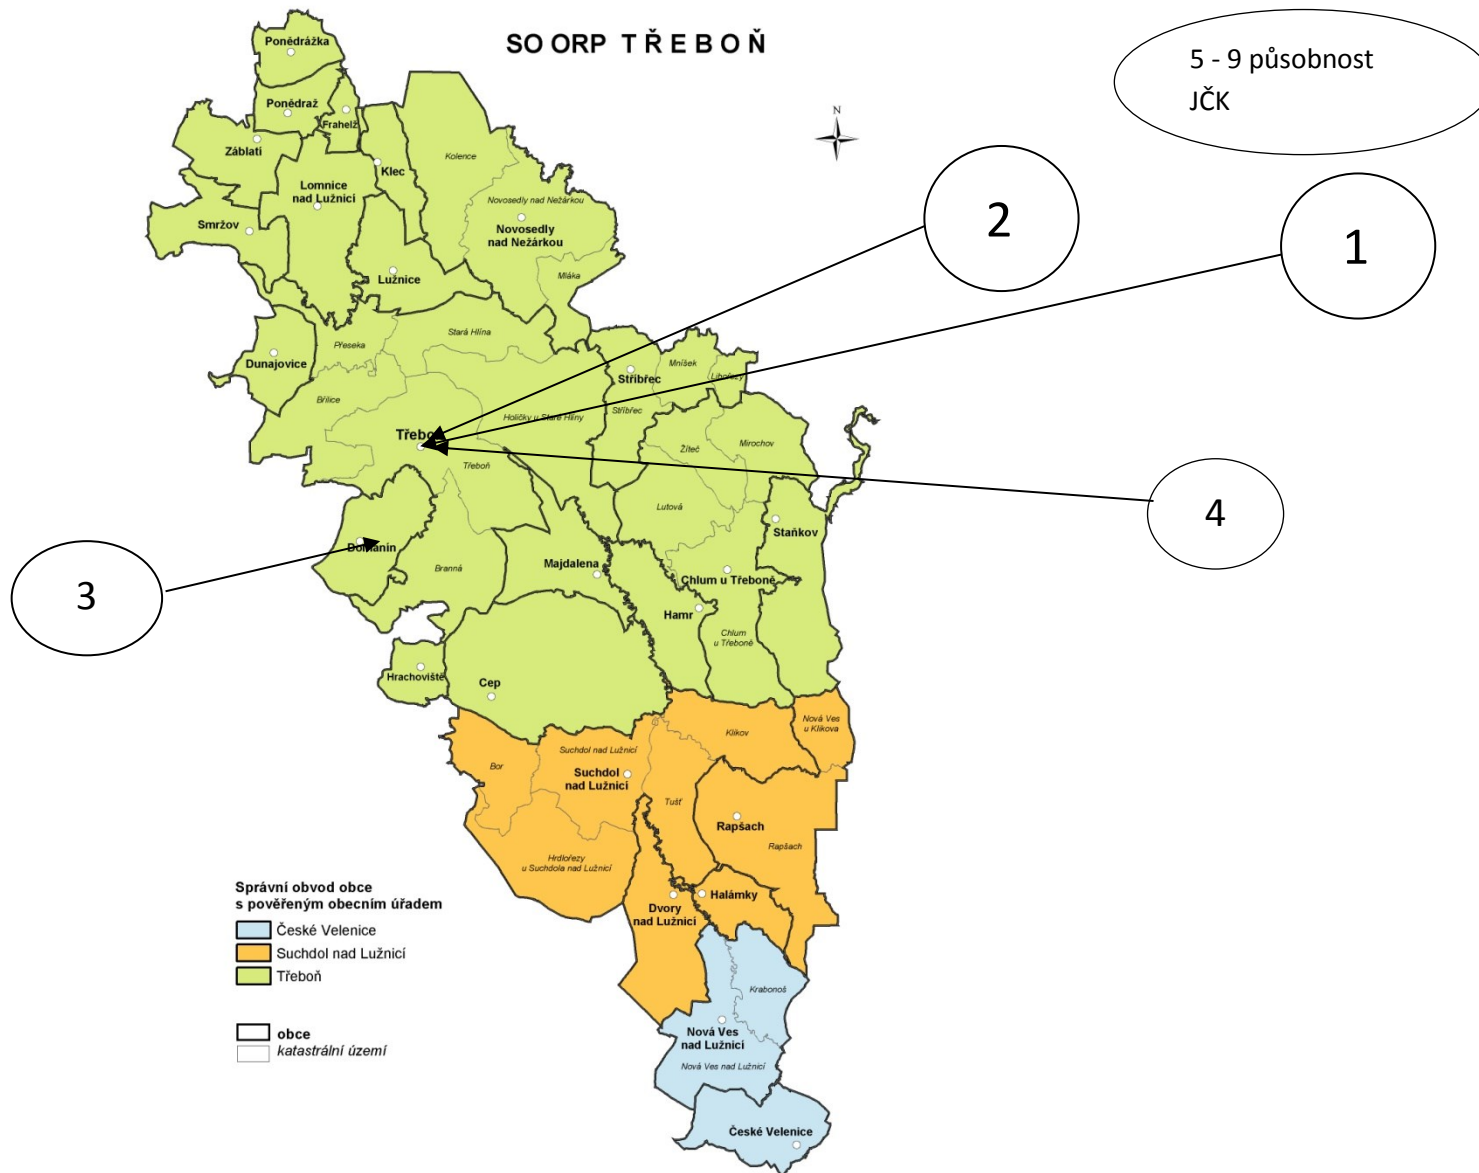 SO ORP TŘEBOŇ
5 - 9 působnost
JČK
Ponědrážka
Ponědraž
Frahelž
Záblatí
Klec
Kolence
Lomnice
nad Lužnicí
Smržov
Novosedly nad Nežárkou
Novosedly
nad Nežárkou
Lužnice
Mláka
N
2
1
Stará Hlína
Přeseka
Dunajovice
Stříbřec
Mníšek
Libořezy
Břilice
Holičky u Staré Hlíny
Stříbřec
Třeboň
Třeboň
Žíteč
Mirochov
Lutová
Staňkov
4
Domanín
Branná
Majdalena
Chlum u Třeboně
3
Hamr
Chlum
u Třeboně
Hrachoviště
Cep
Klikov
Nová Ves
u Klikova
Bor
Suchdol nad Lužnicí
Suchdol
nad Lužnicí
Tušť
Rapšach
Rapšach
Hrdlořezy
u Suchdola nad Lužnicí
Halámky
Dvory
nad Lužnicí
Správní obvod obce
s pověřeným obecním úřadem
České Velenice
Suchdol nad Lužnicí
Třeboň
obce
katastrální území
Krabonoš
Nová Ves
nad Lužnicí
Nová Ves nad Lužnicí
České Velenice